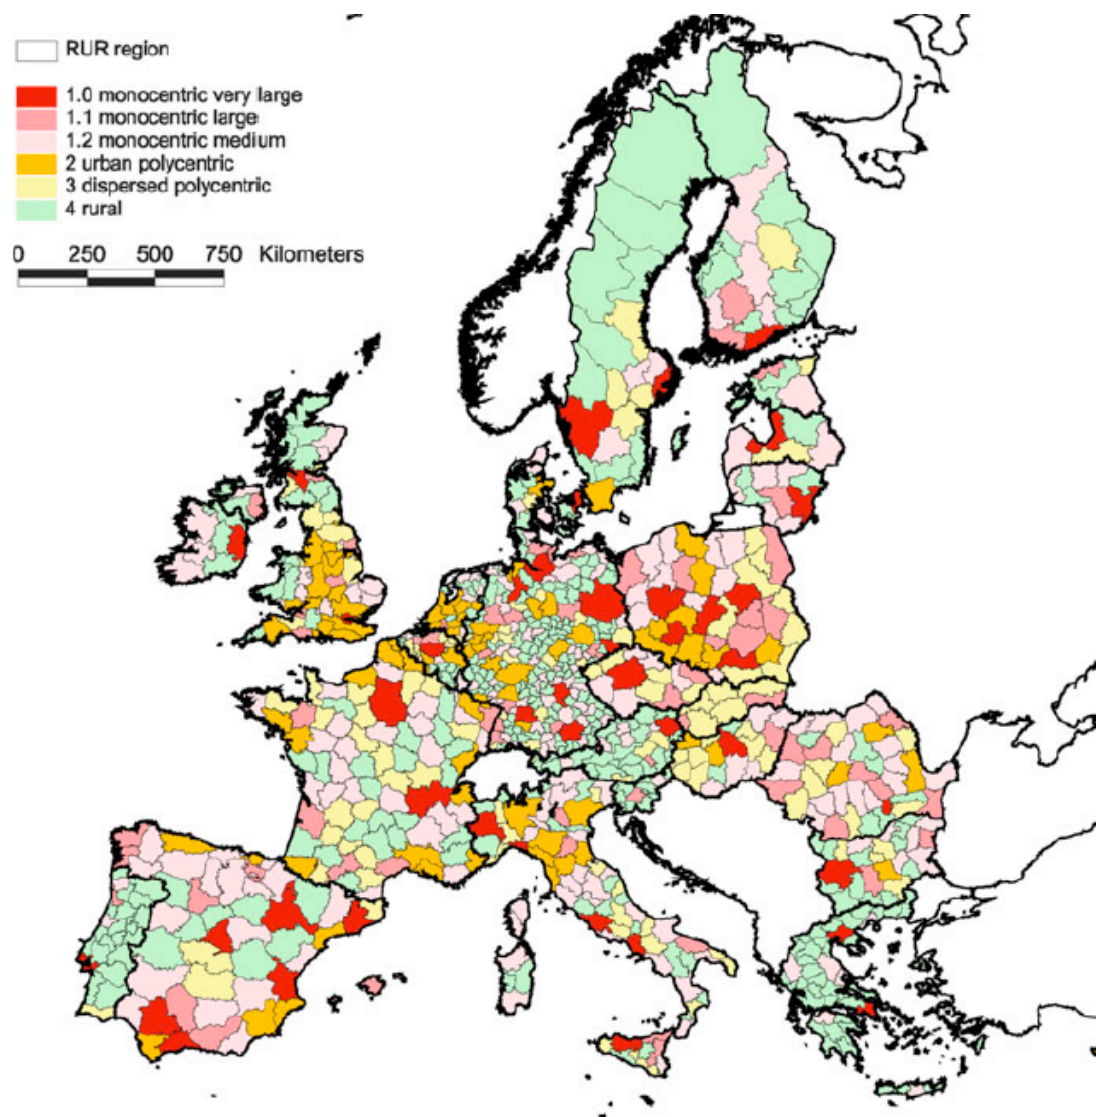 RUR region
1.0 monocentric very large
1.1 monocentric large
1.2 monocentric medium
2 urban polycentric
3 dispersed polycentric
4 rural
0 250 500 750 Kilometers